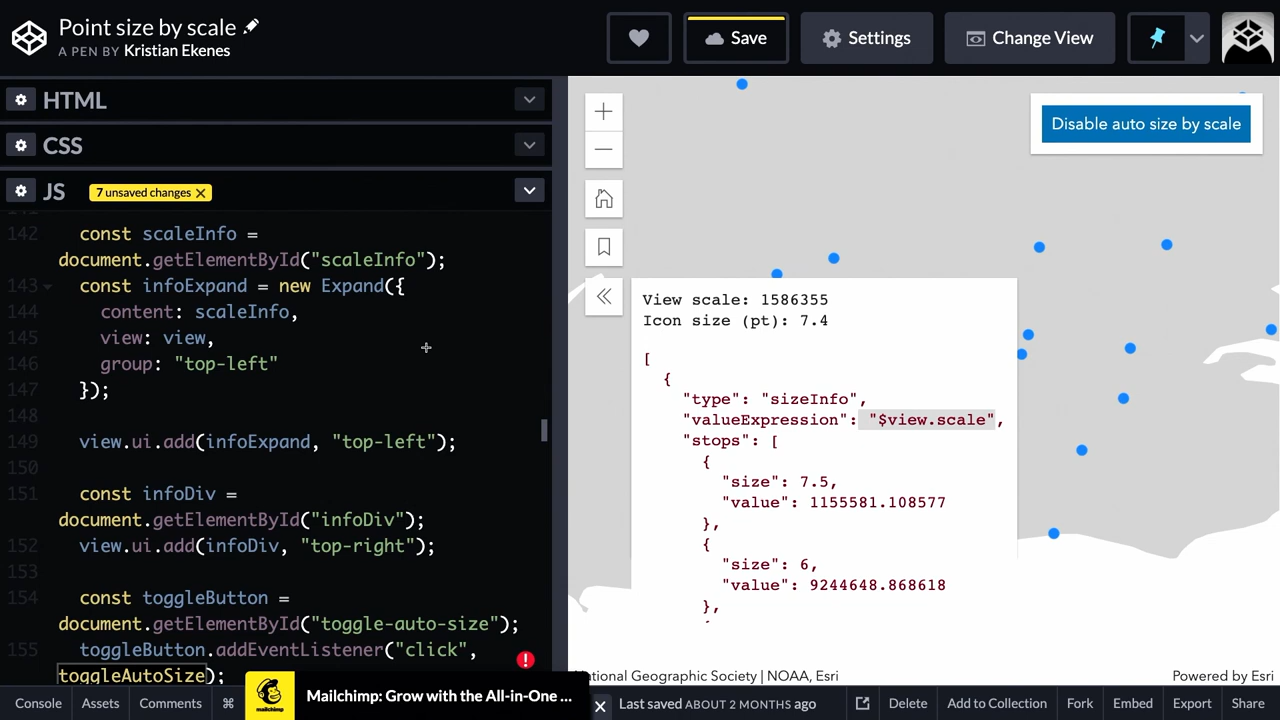 Point size by scale
A PEN BY Kristian Ekenes
Save
Settings
Change View
HTML
CSS
JS
7 unsaved changes X
142 const scaleInfo =
document.getElementById("scaleInfo");
143 const infoExpand = new Expand({
144 content: scaleInfo,
145 view: view,
146 group: "top-left"
147 });
148
149 view.ui.add(infoExpand, "top-left");
150
151 const infoDiv =
document.getElementById("infoDiv");
152 view.ui.add(infoDiv, "top-right");
153
154 const toggleButton =
document.getElementById("toggle-auto-size");
155 toggleButton.addEventListener("click",
toggleAutoSize);
Disable auto size by scale
View scale: 1586355
Icon size (pt): 7.4
[
{
"type": "sizeInfo",
"valueExpression": "$view.scale",
"stops": [
{
"size": 7.5,
"value": 1155581.108577
},
{
"size": 6,
"value": 9244648.868618
},
National Geographic Society | NOAA, Esri
Powered by Esri
Console
Assets
Comments
⌘
Mailchimp: Grow with the All-in-One ...
Last saved ABOUT 2 MONTHS ago
Delete
Add to Collection
Fork
Embed
Export
Share